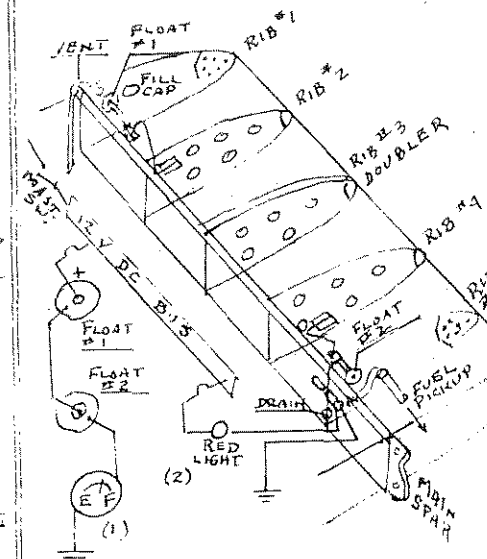 VENT
FLOAT
#1
FILL
CAP
RIB #1
RIB #2
RIB #3
DOUBLER
RIB #4
MAST
SW.
12 V DC BUS
+
FLOAT
#1
FLOAT
#2
E F
(1)
RED
LIGHT
(2)
DRAIN
FLOAT
#2
FUEL
PICKUP
MAIN
SPAR